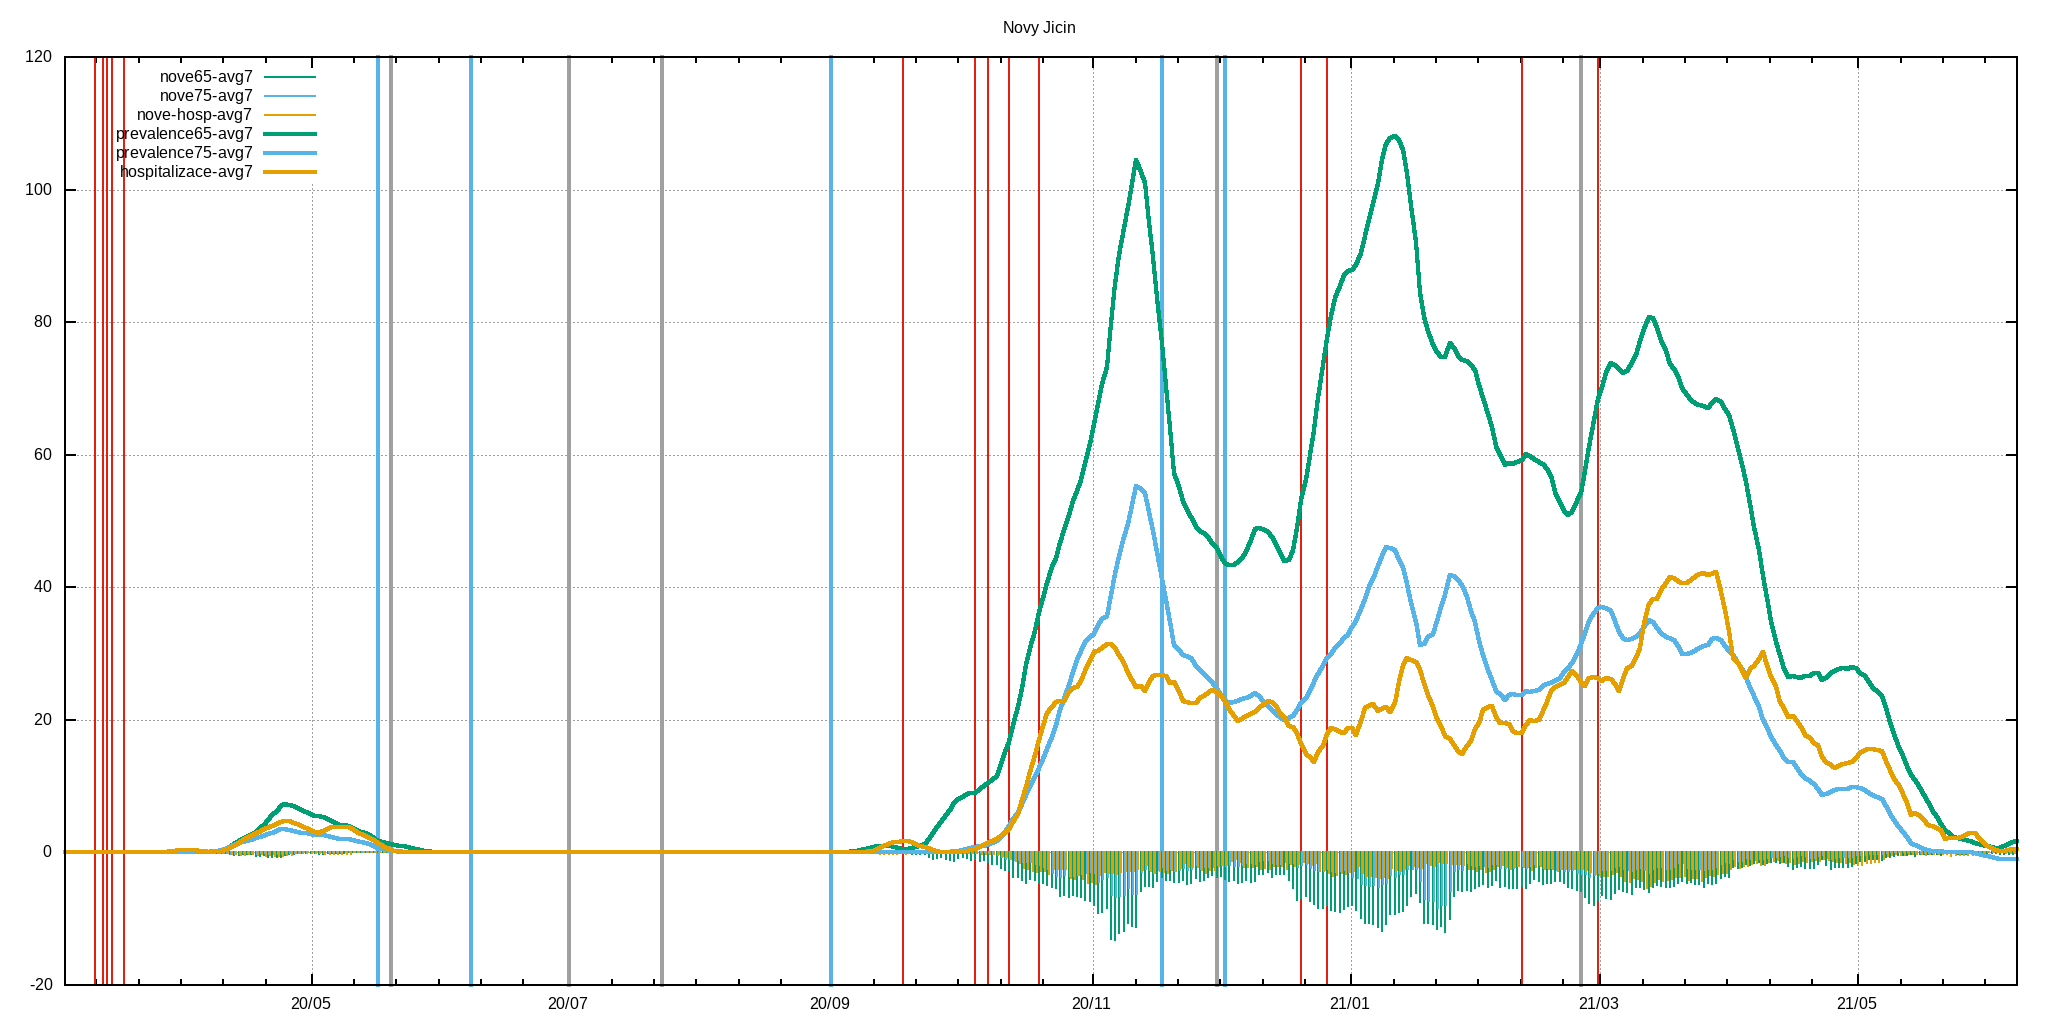 Novy Jicin
120
100
80
60
40
20
0
-20
nove65-avg7
nove75-avg7
nove-hosp-avg7
prevalence65-avg7
prevalence75-avg7
hospitalizace-avg7
20/05
20/07
20/09
20/11
21/01
21/03
21/05